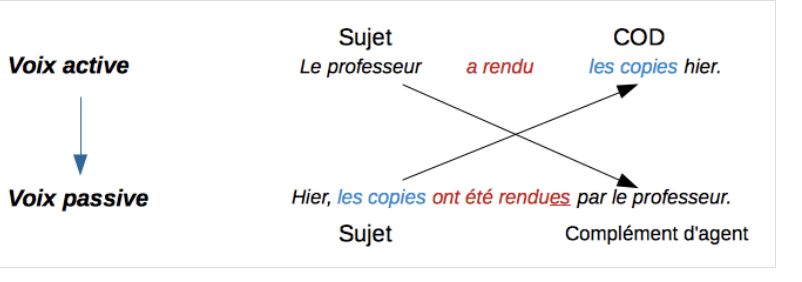 Sujet COD
Voix active Le professeur a rendu les copies hier.
Voix passive Hier, les copies ont été rendues par le professeur.
Sujet Complément d'agent